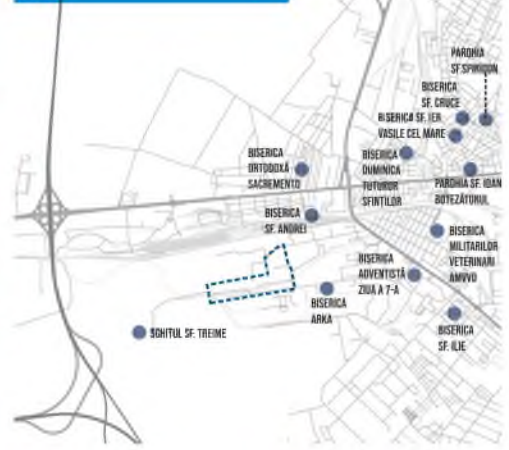 PAROHIA
SF.SPIRIDON
BISERICA
SF. CRUCE
BISERICA SF. IER
VASILE CEL MARE
BISERICA
ORTODOXĂ
SACREMENTO
BISERICA
DUMINICA
TUTUROR
SFINȚILOR
PAROHIA SF. IOAN
BOTEZĂTORUL
BISERICA
SF. ANDREI
BISERICA
MILITARILOR
VETERINARI
AMVVD
BISERICA
ADVENTISTĂ
ZIUA A 7-A
BISERICA
ARKA
BISERICA
SF. ILIE
SCHITUL SF. TREIME